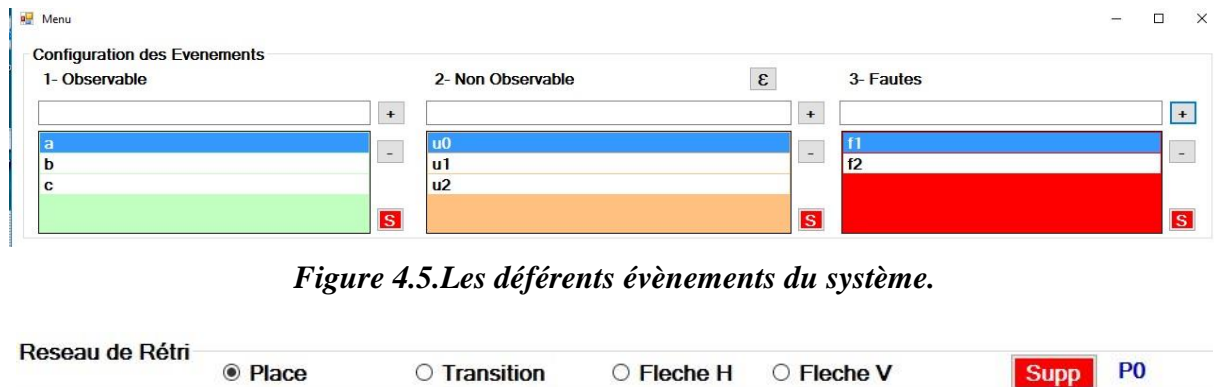 Menu
Configuration des Evenements
1- Observable 2- Non Observable ε 3- Fautes
+ + +
a u0 f1
- - -
b u1 f2
c u2
S S S
Figure 4.5.Les déférents évènements du système.
Reseau de Rétri
Place Transition Fleche H Fleche V Supp P0